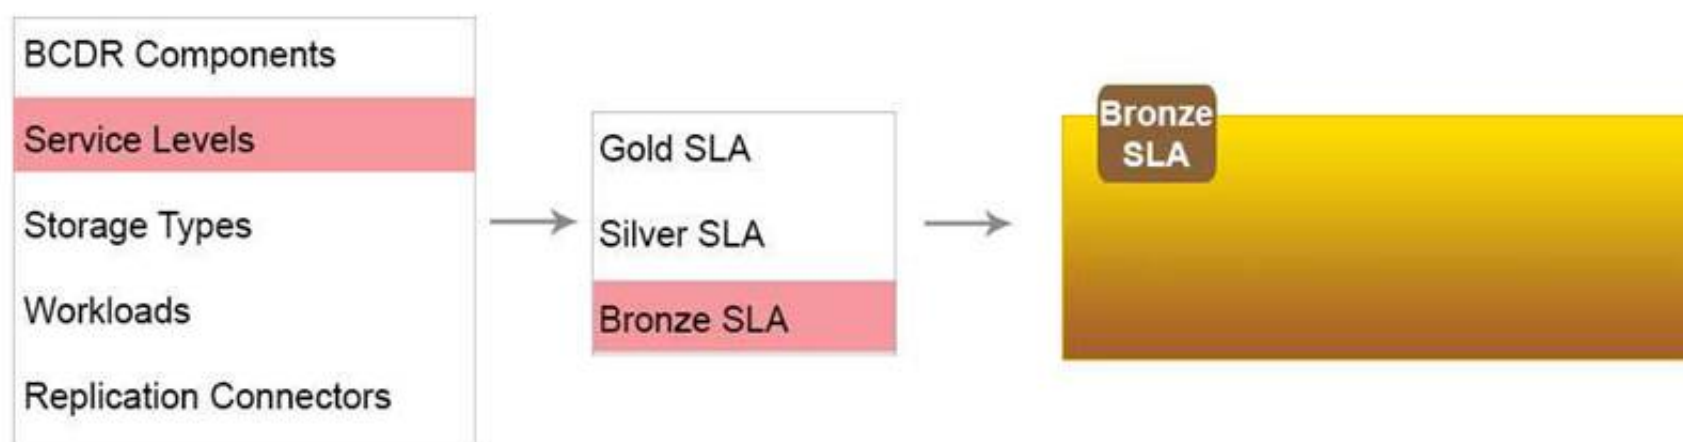 BCDR Components
Service Levels
Storage Types
Workloads
Replication Connectors
Gold SLA
Silver SLA
Bronze SLA
Bronze
SLA